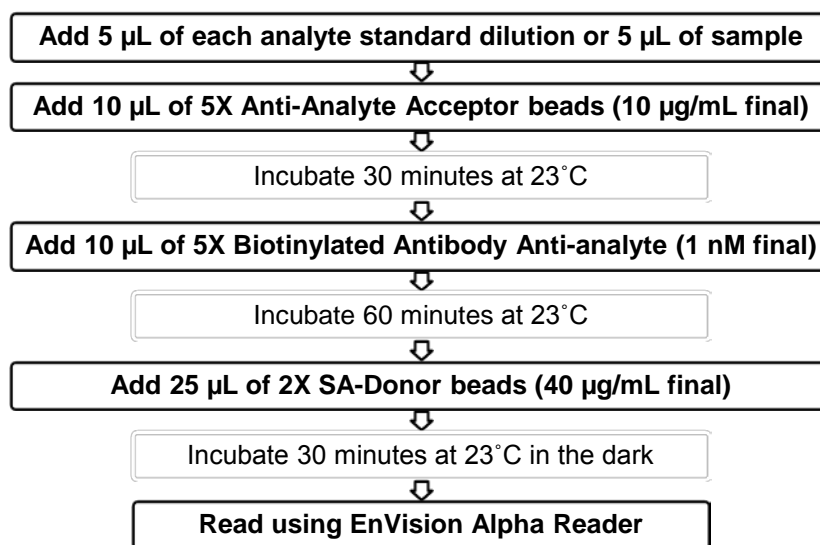 Add 5 µL of each analyte standard dilution or 5 µL of sample
Add 10 µL of 5X Anti-Analyte Acceptor beads (10 µg/mL final)
Incubate 30 minutes at 23˚C
Add 10 µL of 5X Biotinylated Antibody Anti-analyte (1 nM final)
Incubate 60 minutes at 23˚C
Add 25 µL of 2X SA-Donor beads (40 µg/mL final)
Incubate 30 minutes at 23˚C in the dark
Read using EnVision Alpha Reader